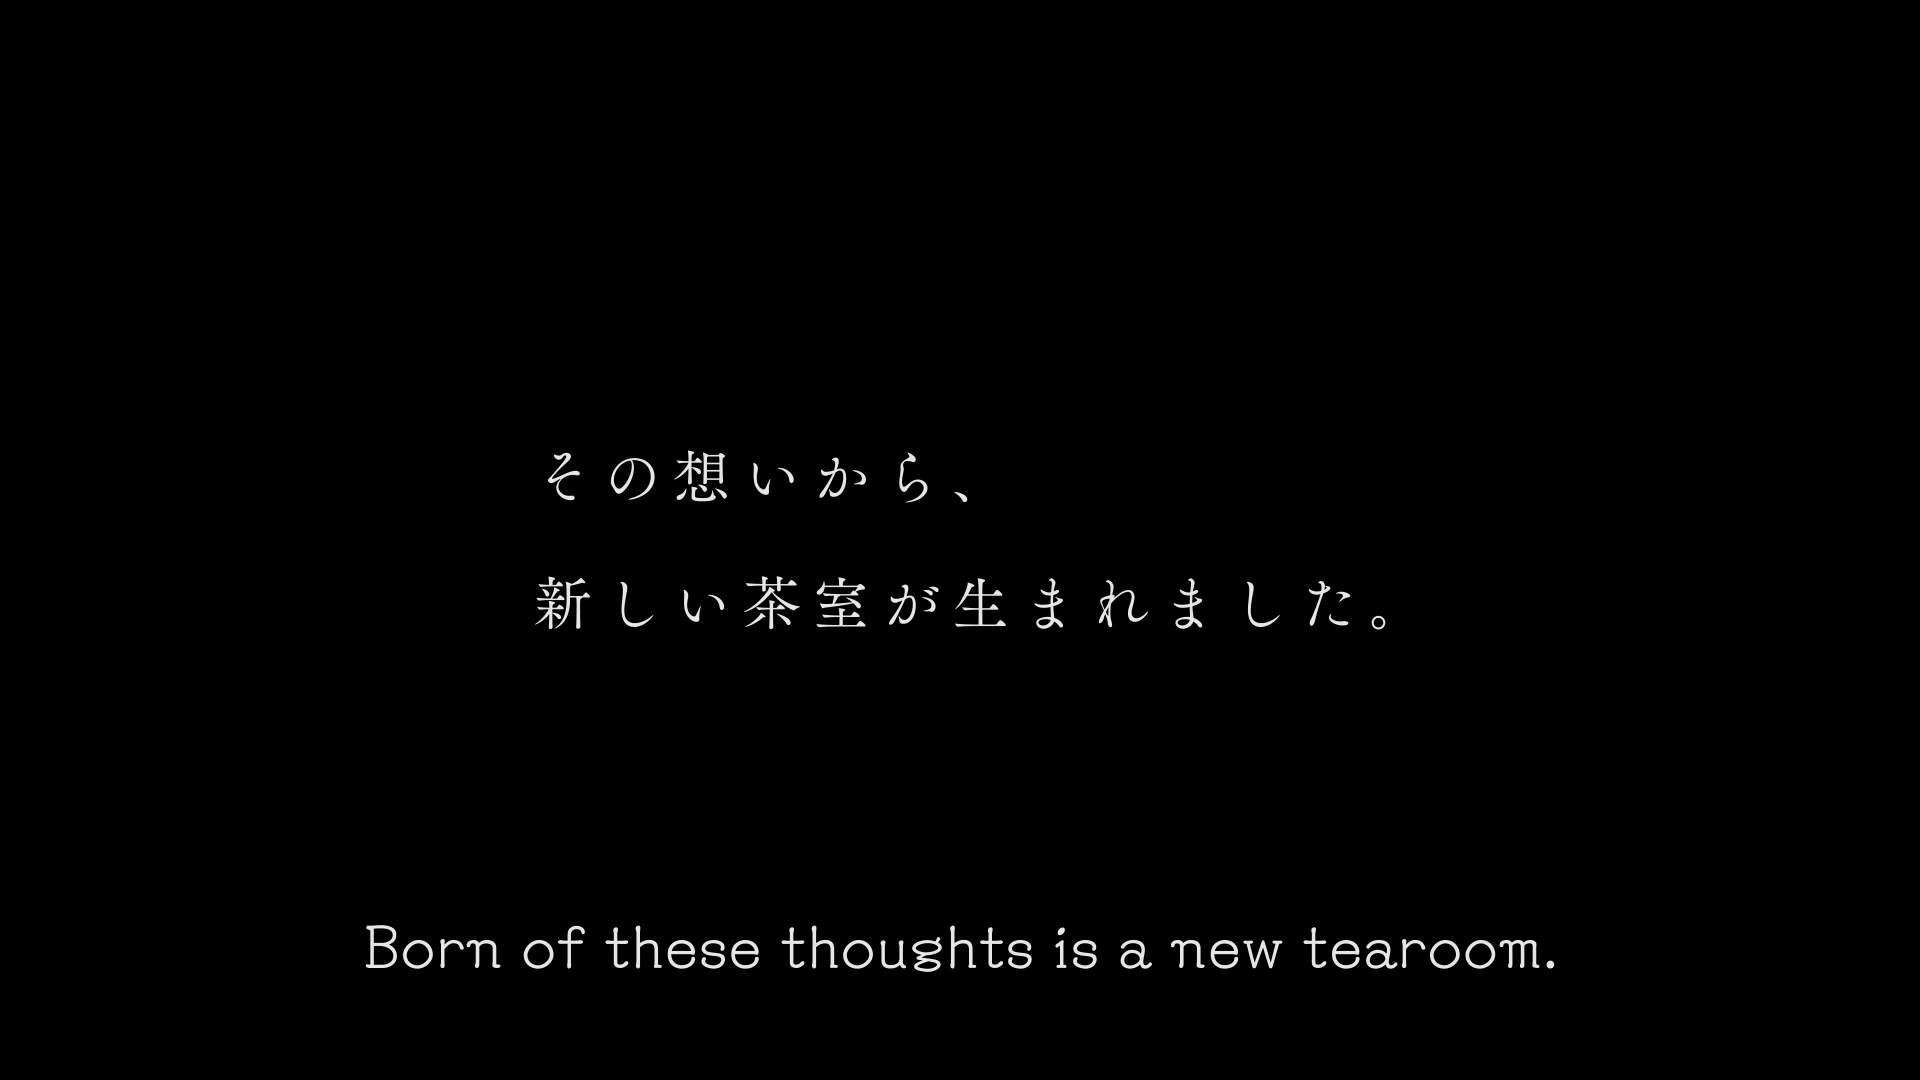 その想いから、
新しい茶室が生まれました。
Born of these thoughts is a new tearoom.